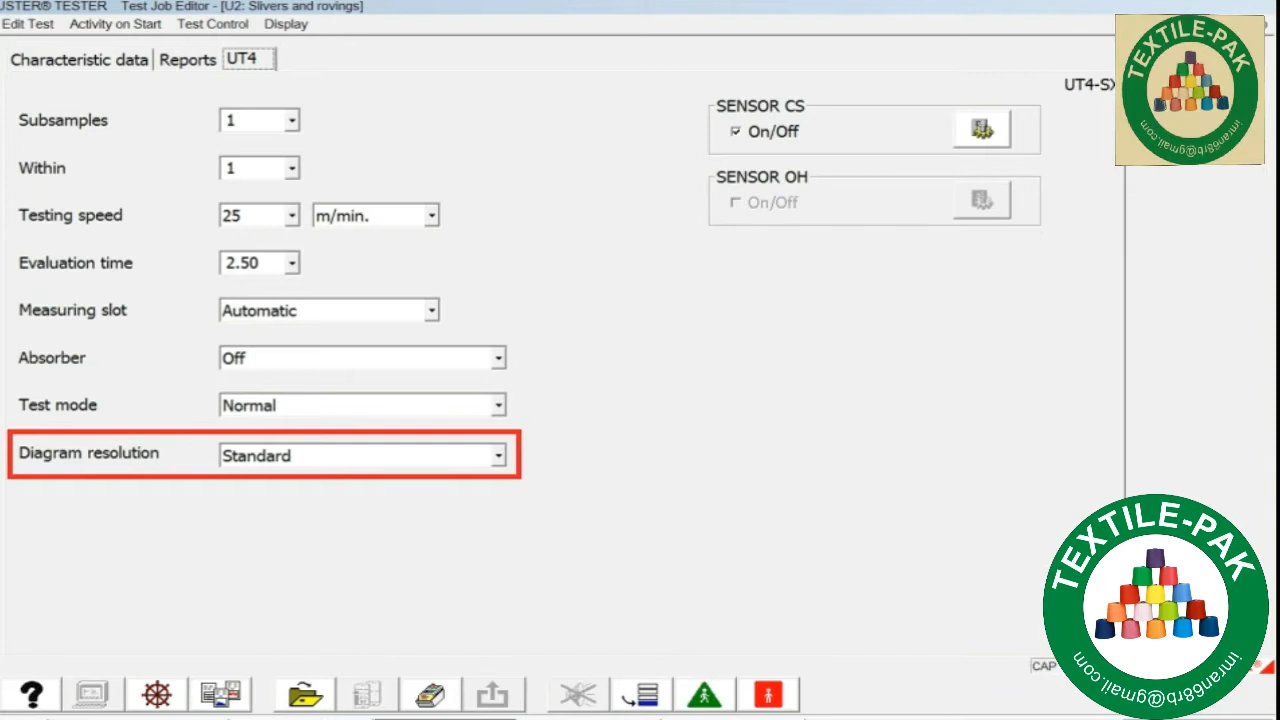 USTER® TESTER Test Job Editor - [U2: Slivers and rovings]
Edit Test Activity on Start Test Control Display
Characteristic data Reports UT4
UT4-SX
Subsamples 1
Within 1
Testing speed 25 m/min.
Evaluation time 2.50
Measuring slot Automatic
Absorber Off
Test mode Normal
Diagram resolution Standard
SENSOR CS
On/Off
SENSOR OH
On/Off
TEXTILE-PAK
imran68rb@gmail.com
TEXTILE-PAK
imran68rb@gmail.com
CAP
?